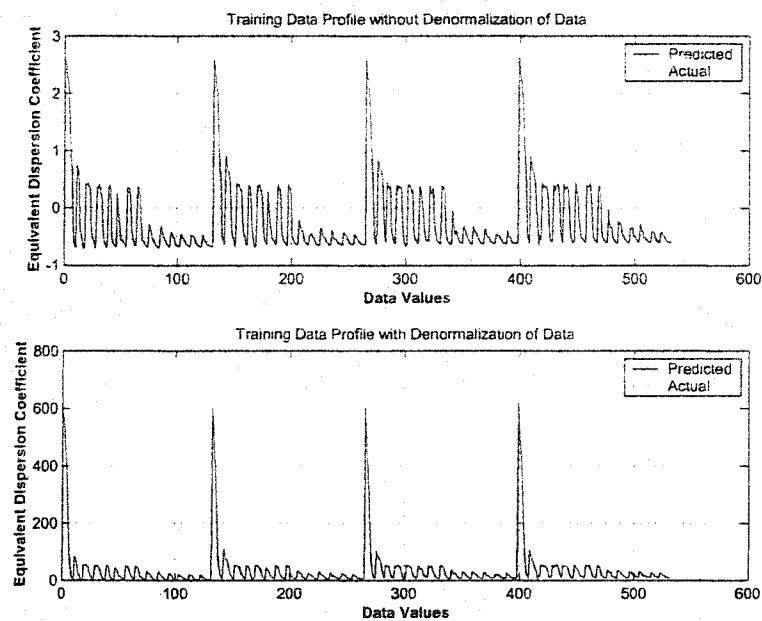 Training Data Profile without Denormalization of Data
3
2
1
0
-1
Equivalent Dispersion Coefficient
Predicted
Actual
0 100 200 300 400 500 600
Data Values
Training Data Profile with Denormalization of Data
800
600
400
200
0
Equivalent Dispersion Coefficient
Predicted
Actual
0 100 200 300 400 500 600
Data Values